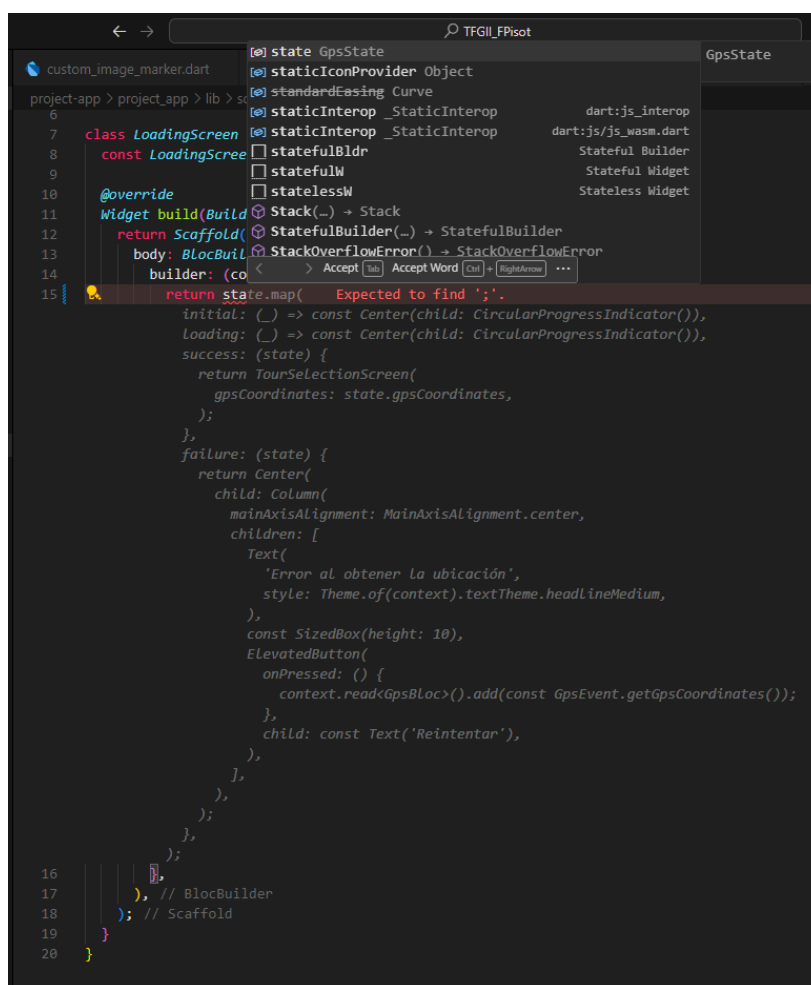 ← → TFGII_FPisot
custom_image_marker.dart
project-app > project_app > lib > sc
state GpsState
GpsState
staticIconProvider Object
standardEasing Curve
staticInterop _StaticInterop dart:js_interop
staticInterop _StaticInterop dart:js/js_wasm.dart
statefulBldr Stateful Builder
statefulW Stateful Widget
statelessW Stateless Widget
Stack(…) → Stack
StatefulBuilder(…) → StatefulBuilder
StackOverflowError() → StackOverflowError
< > Accept Tab Accept Word Ctrl + RightArrow ···
6
7 class LoadingScreen
8 const LoadingScree
9
10 @override
11 Widget build(Build
12 return Scaffold(
13 body: BlocBuil
14 builder: (co
15 return state.map( Expected to find ';'.
initial: (_) => const Center(child: CircularProgressIndicator()),
loading: (_) => const Center(child: CircularProgressIndicator()),
success: (state) {
return TourSelectionScreen(
gpsCoordinates: state.gpsCoordinates,
);
},
failure: (state) {
return Center(
child: Column(
mainAxisAlignment: MainAxisAlignment.center,
children: [
Text(
'Error al obtener la ubicación',
style: Theme.of(context).textTheme.headlineMedium,
),
const SizedBox(height: 10),
ElevatedButton(
onPressed: () {
context.read<GpsBloc>().add(const GpsEvent.getGpsCoordinates());
},
child: const Text('Reintentar'),
),
],
),
);
},
);
16 },
17 ), // BlocBuilder
18 ); // Scaffold
19 }
20 }